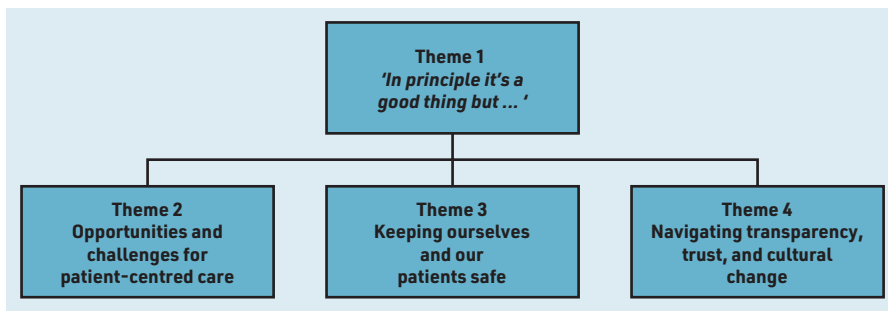 Theme 1
‘In principle it’s a
good thing but ... ‘
Theme 2
Opportunities and
challenges for
patient-centred care
Theme 3
Keeping ourselves
and our
patients safe
Theme 4
Navigating transparency,
trust, and cultural
change